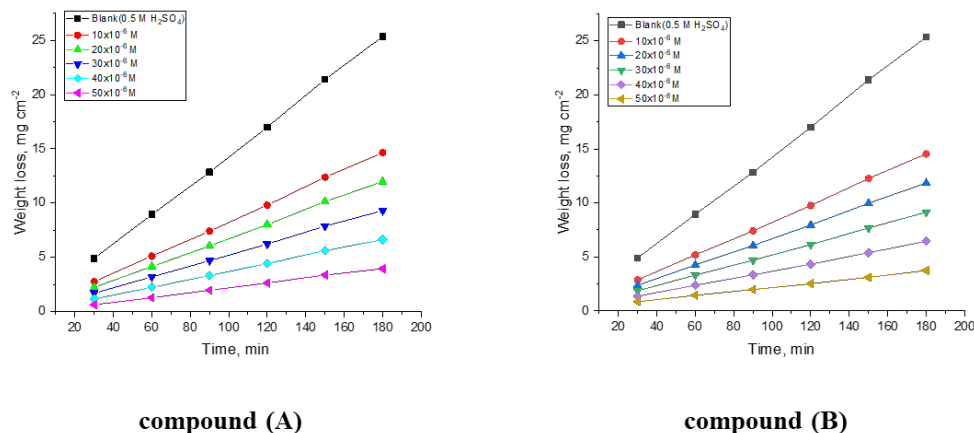 Blank(0.5 M H₂SO₄)
10x10⁻⁶ M
20x10⁻⁶ M
30x10⁻⁶ M
40x10⁻⁶ M
50x10⁻⁶ M
25
20
15
10
5
0
Weight loss, mg cm⁻²
20 40 60 80 100 120 140 160 180 200
Time, min
compound (A)
Blank(0.5 M H₂SO₄)
10x10⁻⁶ M
20x10⁻⁶ M
30x10⁻⁶ M
40x10⁻⁶ M
50x10⁻⁶ M
25
20
15
10
5
0
Weight loss, mg cm⁻²
20 40 60 80 100 120 140 160 180 200
Time, min
compound (B)